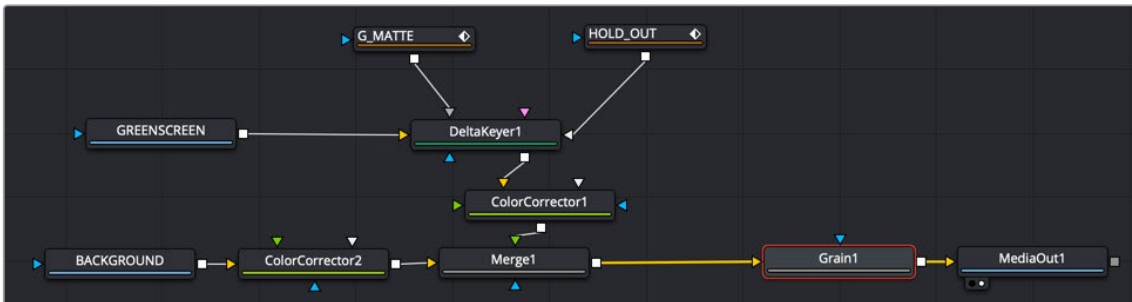 G_MATTE
HOLD_OUT
GREENSCREEN
DeltaKeyer1
ColorCorrector1
BACKGROUND
ColorCorrector2
Merge1
Grain1
MediaOut1